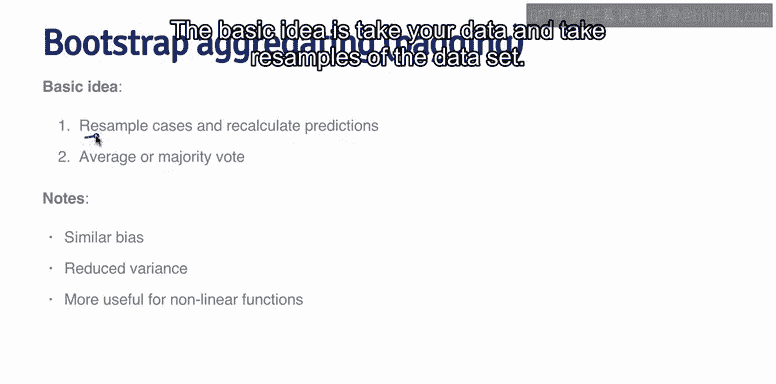 Bootstrap aggregating (bagging)
The basic idea is take your data and take
resamples of the data set.
Basic idea:
1. Resample cases and recalculate predictions
2. Average or majority vote
Notes:
· Similar bias
· Reduced variance
· More useful for non-linear functions